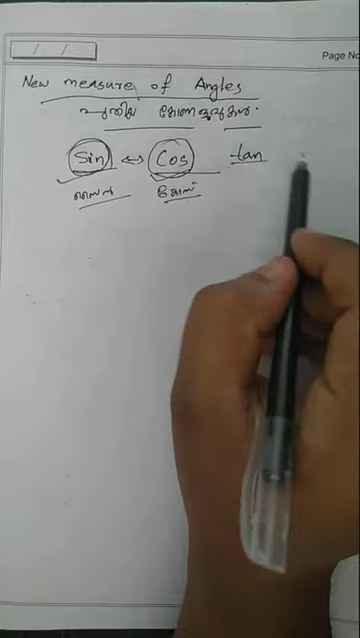 Page No
New measure of Angles
പുതിയ കോണളവുകൾ.
Sin ↔ Cos tan
സൈൻ കോസ്